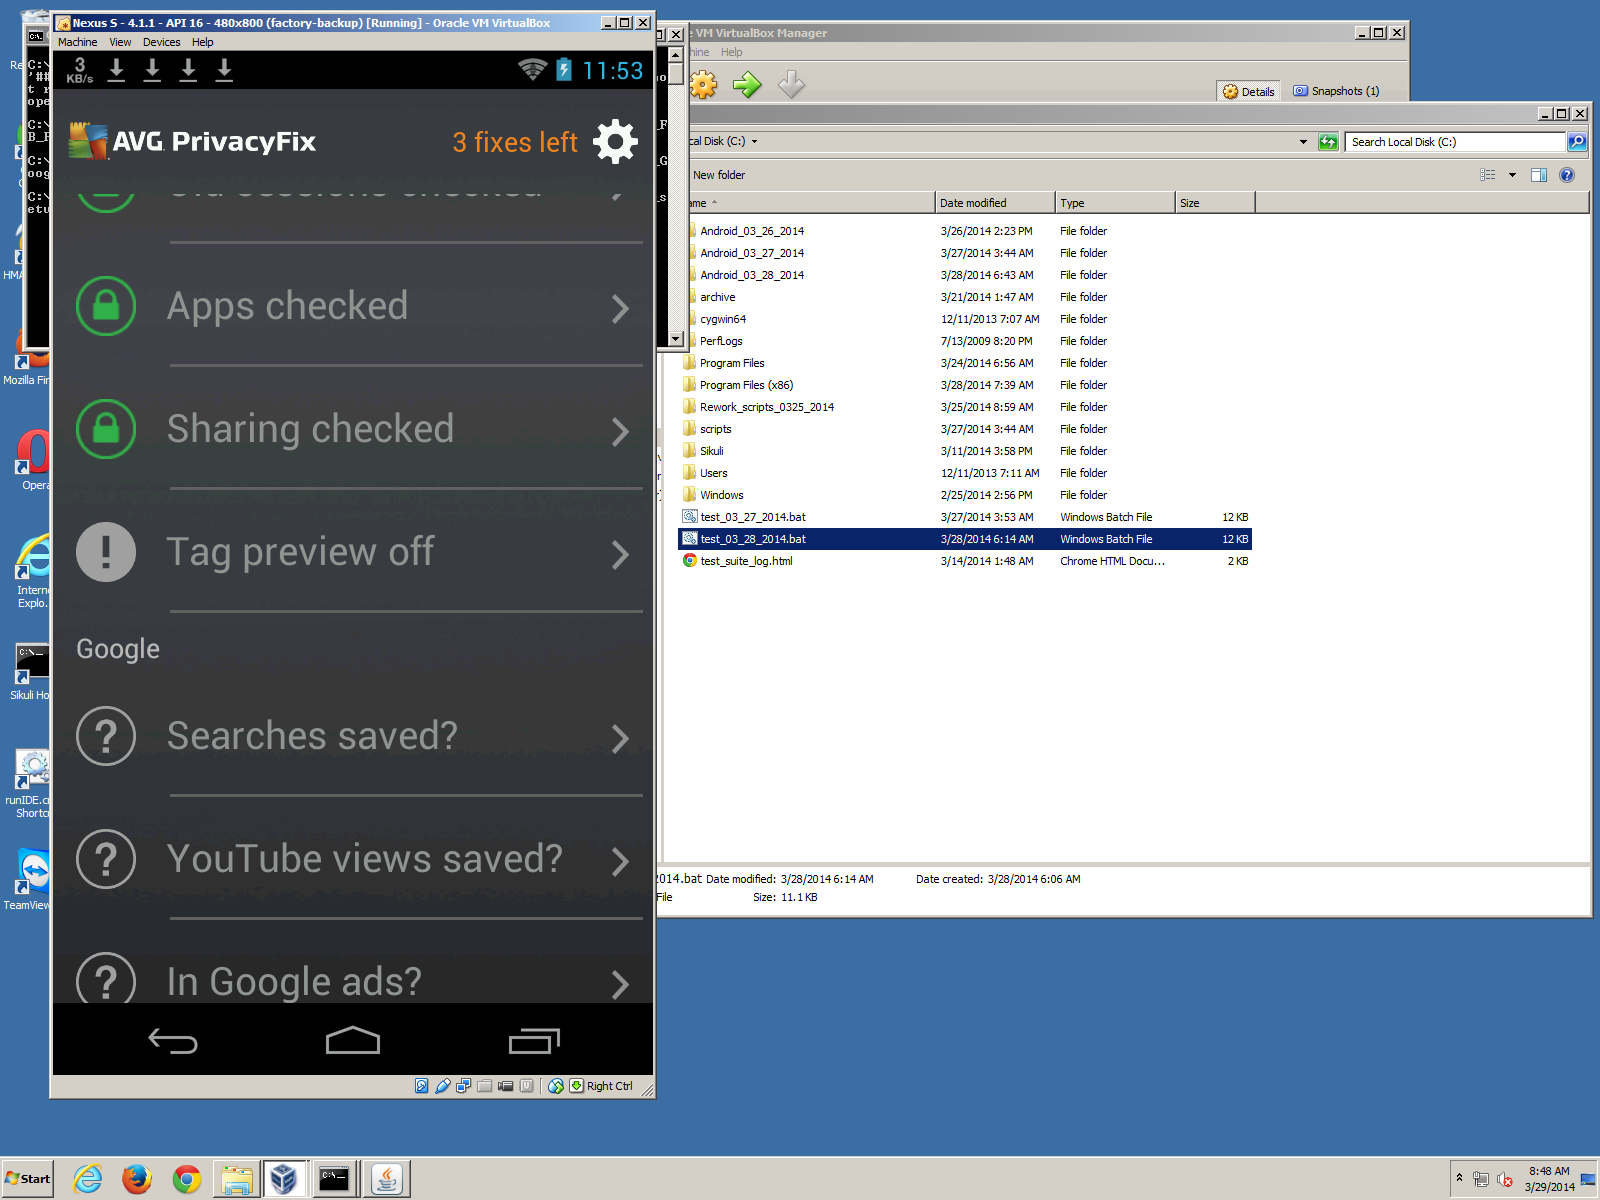 Nexus S - 4.1.1 - API 16 - 480x800 (factory-backup) [Running] - Oracle VM VirtualBox
Machine View Devices Help
3 KB/s
11:53
AVG PrivacyFix
3 fixes left
Apps checked
Sharing checked
Tag preview off
Google
Searches saved?
YouTube views saved?
In Google ads?
Right Ctrl
VM VirtualBox Manager
Help
Details
Snapshots (1)
(C:)
Search Local Disk (C:)
New folder
Date modified Type Size
Android_03_26_2014 3/26/2014 2:23 PM File folder
Android_03_27_2014 3/27/2014 3:44 AM File folder
Android_03_28_2014 3/28/2014 6:43 AM File folder
archive 3/21/2014 1:47 AM File folder
cygwin64 12/11/2013 7:07 AM File folder
PerfLogs 7/13/2009 8:20 PM File folder
Program Files 3/24/2014 6:56 AM File folder
Program Files (x86) 3/28/2014 7:39 AM File folder
Rework_scripts_0325_2014 3/25/2014 8:59 AM File folder
scripts 3/27/2014 3:44 AM File folder
Sikuli 3/11/2014 3:58 PM File folder
Users 12/11/2013 7:11 AM File folder
Windows 2/25/2014 2:56 PM File folder
test_03_27_2014.bat 3/27/2014 3:53 AM Windows Batch File 12 KB
test_03_28_2014.bat 3/28/2014 6:14 AM Windows Batch File 12 KB
test_suite_log.html 3/14/2014 1:48 AM Chrome HTML Docu... 2 KB
2014.bat Date modified: 3/28/2014 6:14 AM Date created: 3/28/2014 6:06 AM
File Size: 11.1 KB
HMA
Mozilla Fir
Opera
Intern
Explo.
Sikuli Ho
runIDE.c
Shortcu
TeamView
Start
8:48 AM
3/29/2014